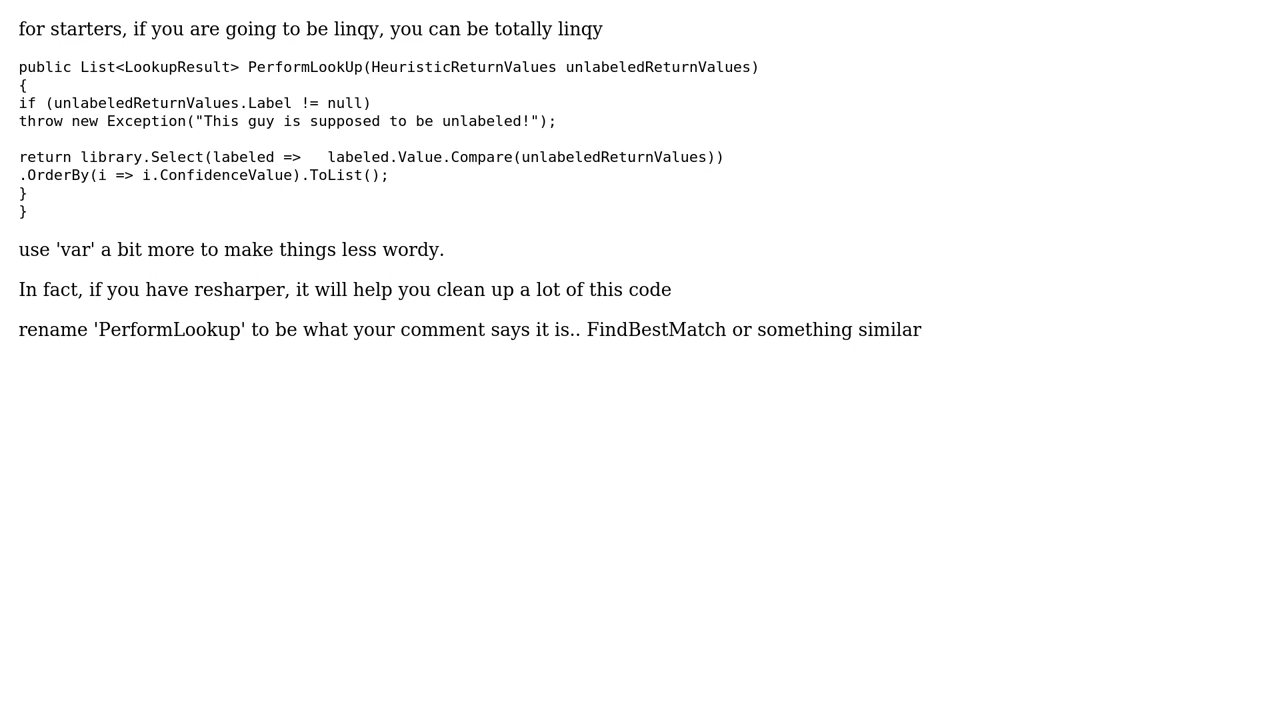 for starters, if you are going to be linqy, you can be totally linqy
public List<LookupResult> PerformLookUp(HeuristicReturnValues unlabeledReturnValues)
{
if (unlabeledReturnValues.Label != null)
throw new Exception("This guy is supposed to be unlabeled!");
return library.Select(labeled =>   labeled.Value.Compare(unlabeledReturnValues))
.OrderBy(i => i.ConfidenceValue).ToList();
}
}
use 'var' a bit more to make things less wordy.
In fact, if you have resharper, it will help you clean up a lot of this code
rename 'PerformLookup' to be what your comment says it is.. FindBestMatch or something similar